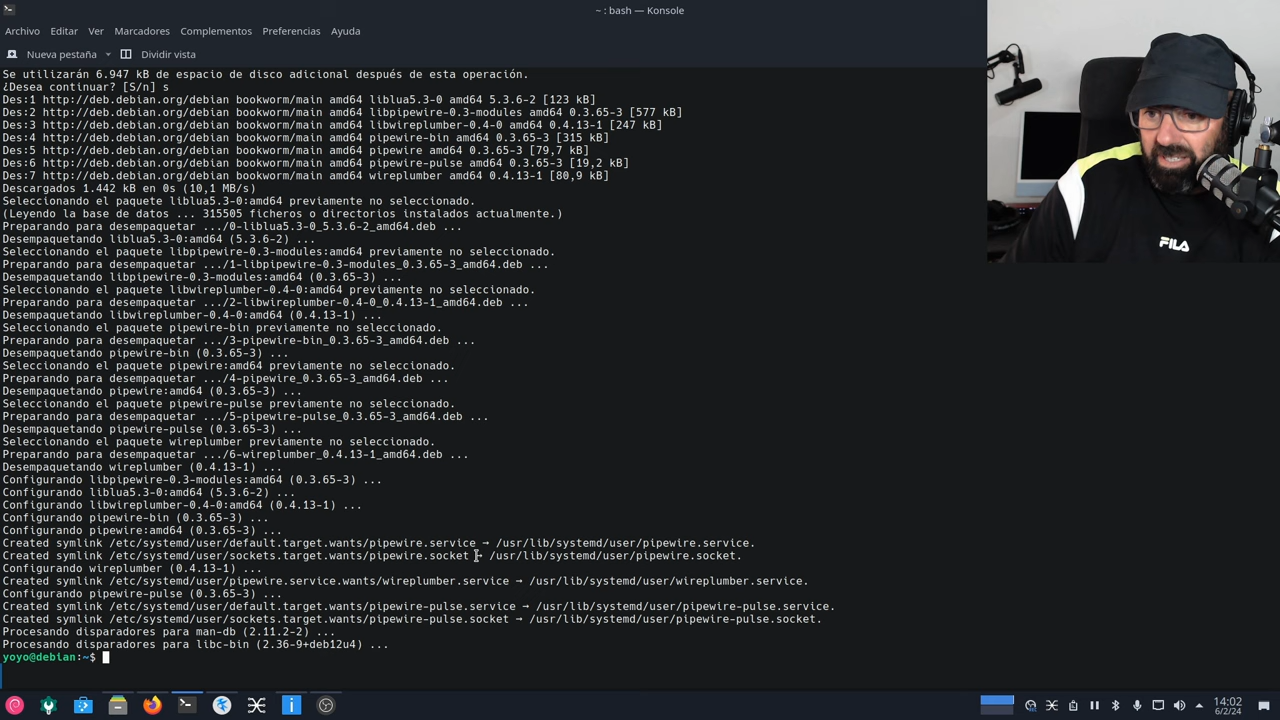 ~ : bash — Konsole
Archivo Editar Ver Marcadores Complementos Preferencias Ayuda
Nueva pestaña Dividir vista
Se utilizarán 6.947 kB de espacio de disco adicional después de esta operación.
¿Desea continuar? [S/n] s
Des:1 http://deb.debian.org/debian bookworm/main amd64 liblua5.3-0 amd64 5.3.6-2 [123 kB]
Des:2 http://deb.debian.org/debian bookworm/main amd64 libpipewire-0.3-modules amd64 0.3.65-3 [577 kB]
Des:3 http://deb.debian.org/debian bookworm/main amd64 libwireplumber-0.4-0 amd64 0.4.13-1 [247 kB]
Des:4 http://deb.debian.org/debian bookworm/main amd64 pipewire-bin amd64 0.3.65-3 [315 kB]
Des:5 http://deb.debian.org/debian bookworm/main amd64 pipewire amd64 0.3.65-3 [79,7 kB]
Des:6 http://deb.debian.org/debian bookworm/main amd64 pipewire-pulse amd64 0.3.65-3 [19,2 kB]
Des:7 http://deb.debian.org/debian bookworm/main amd64 wireplumber amd64 0.4.13-1 [80,9 kB]
Descargados 1.442 kB en 0s (10,1 MB/s)
Seleccionando el paquete liblua5.3-0:amd64 previamente no seleccionado.
(Leyendo la base de datos ... 315505 ficheros o directorios instalados actualmente.)
Preparando para desempaquetar .../0-liblua5.3-0_5.3.6-2_amd64.deb ...
Desempaquetando liblua5.3-0:amd64 (5.3.6-2) ...
Seleccionando el paquete libpipewire-0.3-modules:amd64 previamente no seleccionado.
Preparando para desempaquetar .../1-libpipewire-0.3-modules_0.3.65-3_amd64.deb ...
Desempaquetando libpipewire-0.3-modules:amd64 (0.3.65-3) ...
Seleccionando el paquete libwireplumber-0.4-0:amd64 previamente no seleccionado.
Preparando para desempaquetar .../2-libwireplumber-0.4-0_0.4.13-1_amd64.deb ...
Desempaquetando libwireplumber-0.4-0:amd64 (0.4.13-1) ...
Seleccionando el paquete pipewire-bin previamente no seleccionado.
Preparando para desempaquetar .../3-pipewire-bin_0.3.65-3_amd64.deb ...
Desempaquetando pipewire-bin (0.3.65-3) ...
Seleccionando el paquete pipewire:amd64 previamente no seleccionado.
Preparando para desempaquetar .../4-pipewire_0.3.65-3_amd64.deb ...
Desempaquetando pipewire:amd64 (0.3.65-3) ...
Seleccionando el paquete pipewire-pulse previamente no seleccionado.
Preparando para desempaquetar .../5-pipewire-pulse_0.3.65-3_amd64.deb ...
Desempaquetando pipewire-pulse (0.3.65-3) ...
Seleccionando el paquete wireplumber previamente no seleccionado.
Preparando para desempaquetar .../6-wireplumber_0.4.13-1_amd64.deb ...
Desempaquetando wireplumber (0.4.13-1) ...
Configurando libpipewire-0.3-modules:amd64 (0.3.65-3) ...
Configurando liblua5.3-0:amd64 (5.3.6-2) ...
Configurando libwireplumber-0.4-0:amd64 (0.4.13-1) ...
Configurando pipewire-bin (0.3.65-3) ...
Configurando pipewire:amd64 (0.3.65-3) ...
Created symlink /etc/systemd/user/default.target.wants/pipewire.service → /usr/lib/systemd/user/pipewire.service.
Created symlink /etc/systemd/user/sockets.target.wants/pipewire.socket → /usr/lib/systemd/user/pipewire.socket.
Configurando wireplumber (0.4.13-1) ...
Created symlink /etc/systemd/user/pipewire.service.wants/wireplumber.service → /usr/lib/systemd/user/wireplumber.service.
Configurando pipewire-pulse (0.3.65-3) ...
Created symlink /etc/systemd/user/default.target.wants/pipewire-pulse.service → /usr/lib/systemd/user/pipewire-pulse.service.
Created symlink /etc/systemd/user/sockets.target.wants/pipewire-pulse.socket → /usr/lib/systemd/user/pipewire-pulse.socket.
Procesando disparadores para man-db (2.11.2-2) ...
Procesando disparadores para libc-bin (2.36-9+deb12u4) ...
yoyo@debian:~$
FILA
14:02
6/2/24